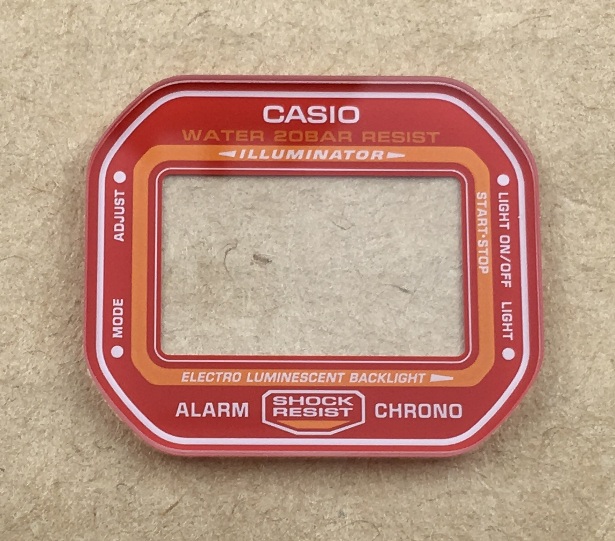 CASIO
WATER 20BAR RESIST
ILLUMINATOR
ADJUST
MODE
START·STOP
LIGHT ON/OFF
LIGHT
ELECTRO LUMINESCENT BACKLIGHT
ALARM
SHOCK
RESIST
CHRONO